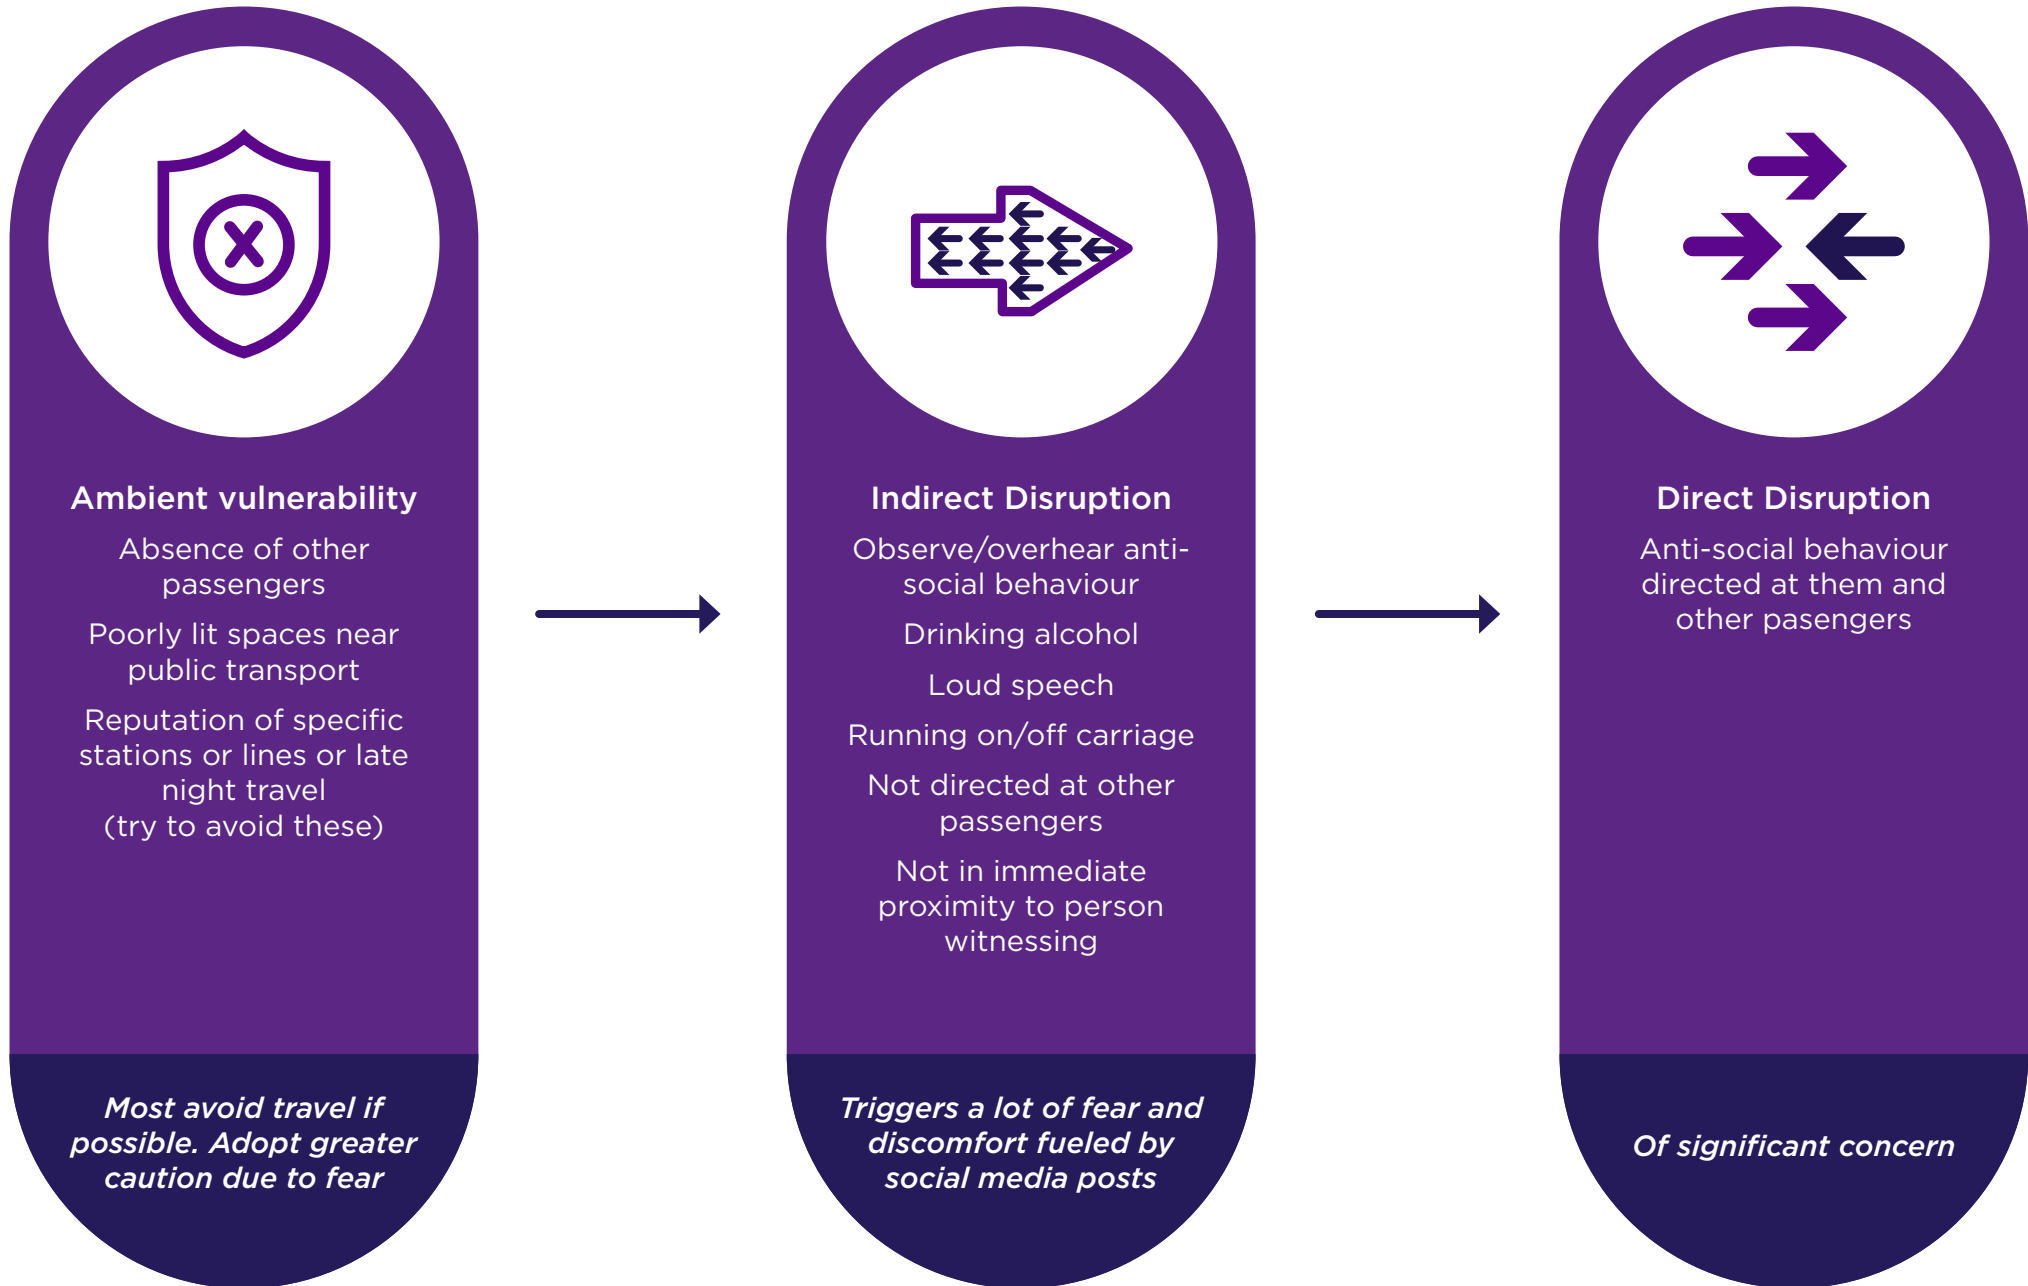 Ambient vulnerability
Absence of other
passengers
Poorly lit spaces near
public transport
Reputation of specific
stations or lines or late
night travel
(try to avoid these)
Most avoid travel if
possible. Adopt greater
caution due to fear
Indirect Disruption
Observe/overhear anti-
social behaviour
Drinking alcohol
Loud speech
Running on/off carriage
Not directed at other
passengers
Not in immediate
proximity to person
witnessing
Triggers a lot of fear and
discomfort fueled by
social media posts
Direct Disruption
Anti-social behaviour
directed at them and
other pasengers
Of significant concern